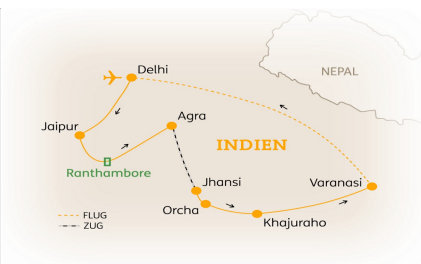 NEPAL
Delhi
Agra
Jaipur
INDIEN
Ranthambore
Jhansi
Varanasi
Orcha
Khajuraho
FLUG
ZUG